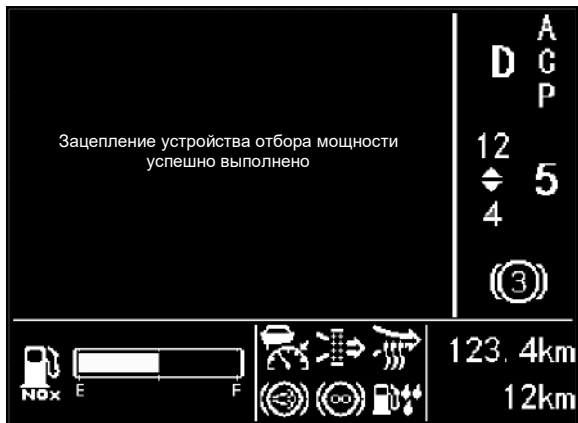 Зацепление устройства отбора мощности
успешно выполнено
D
A
C
P
12
4
5
3
NOx
E
F
123. 4km
12km